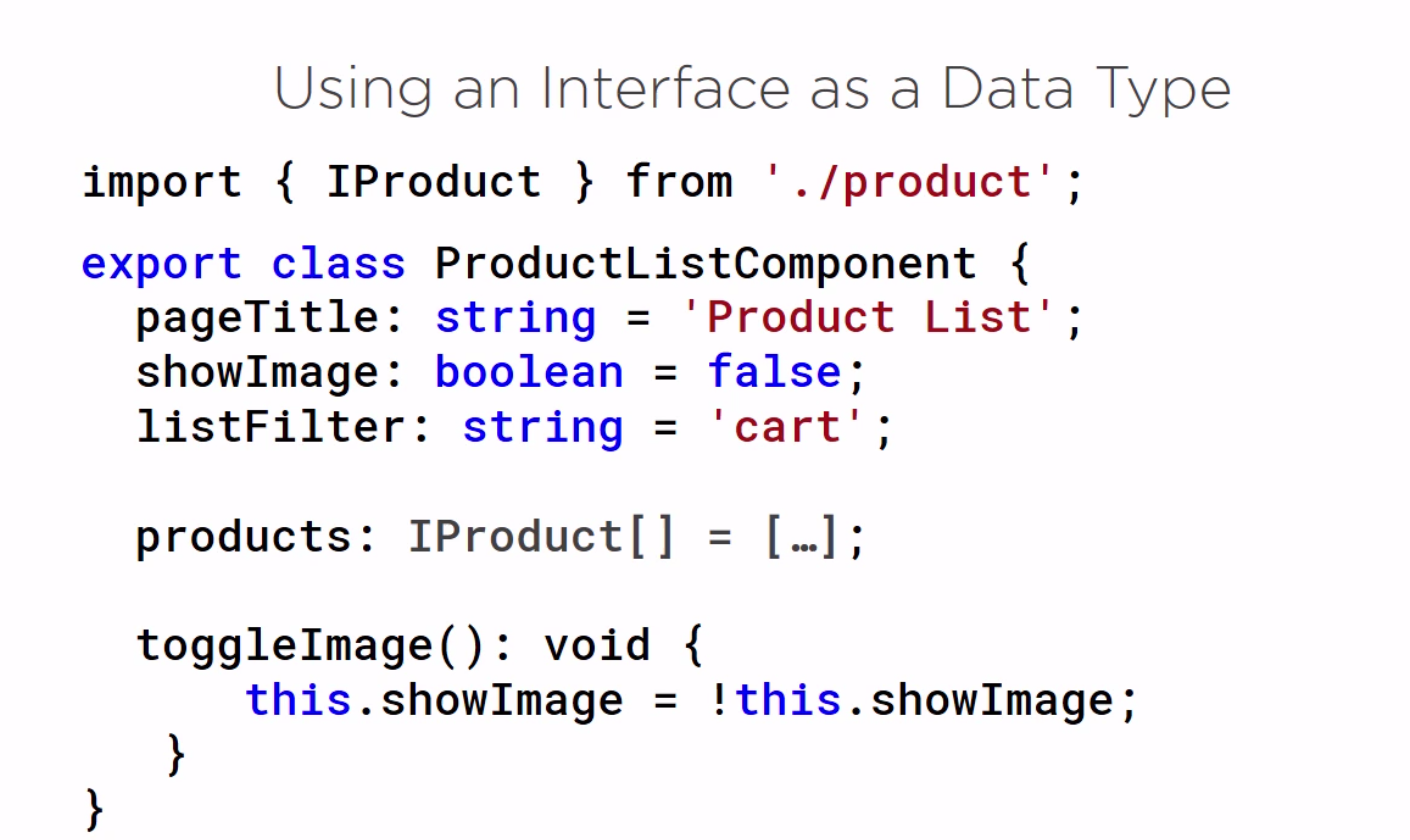 Using an Interface as a Data Type
import { IProduct } from './product';
export class ProductListComponent {
pageTitle: string = 'Product List';
showImage: boolean = false;
listFilter: string = 'cart';
products: IProduct[] = […];
toggleImage(): void {
this.showImage = !this.showImage;
}
}